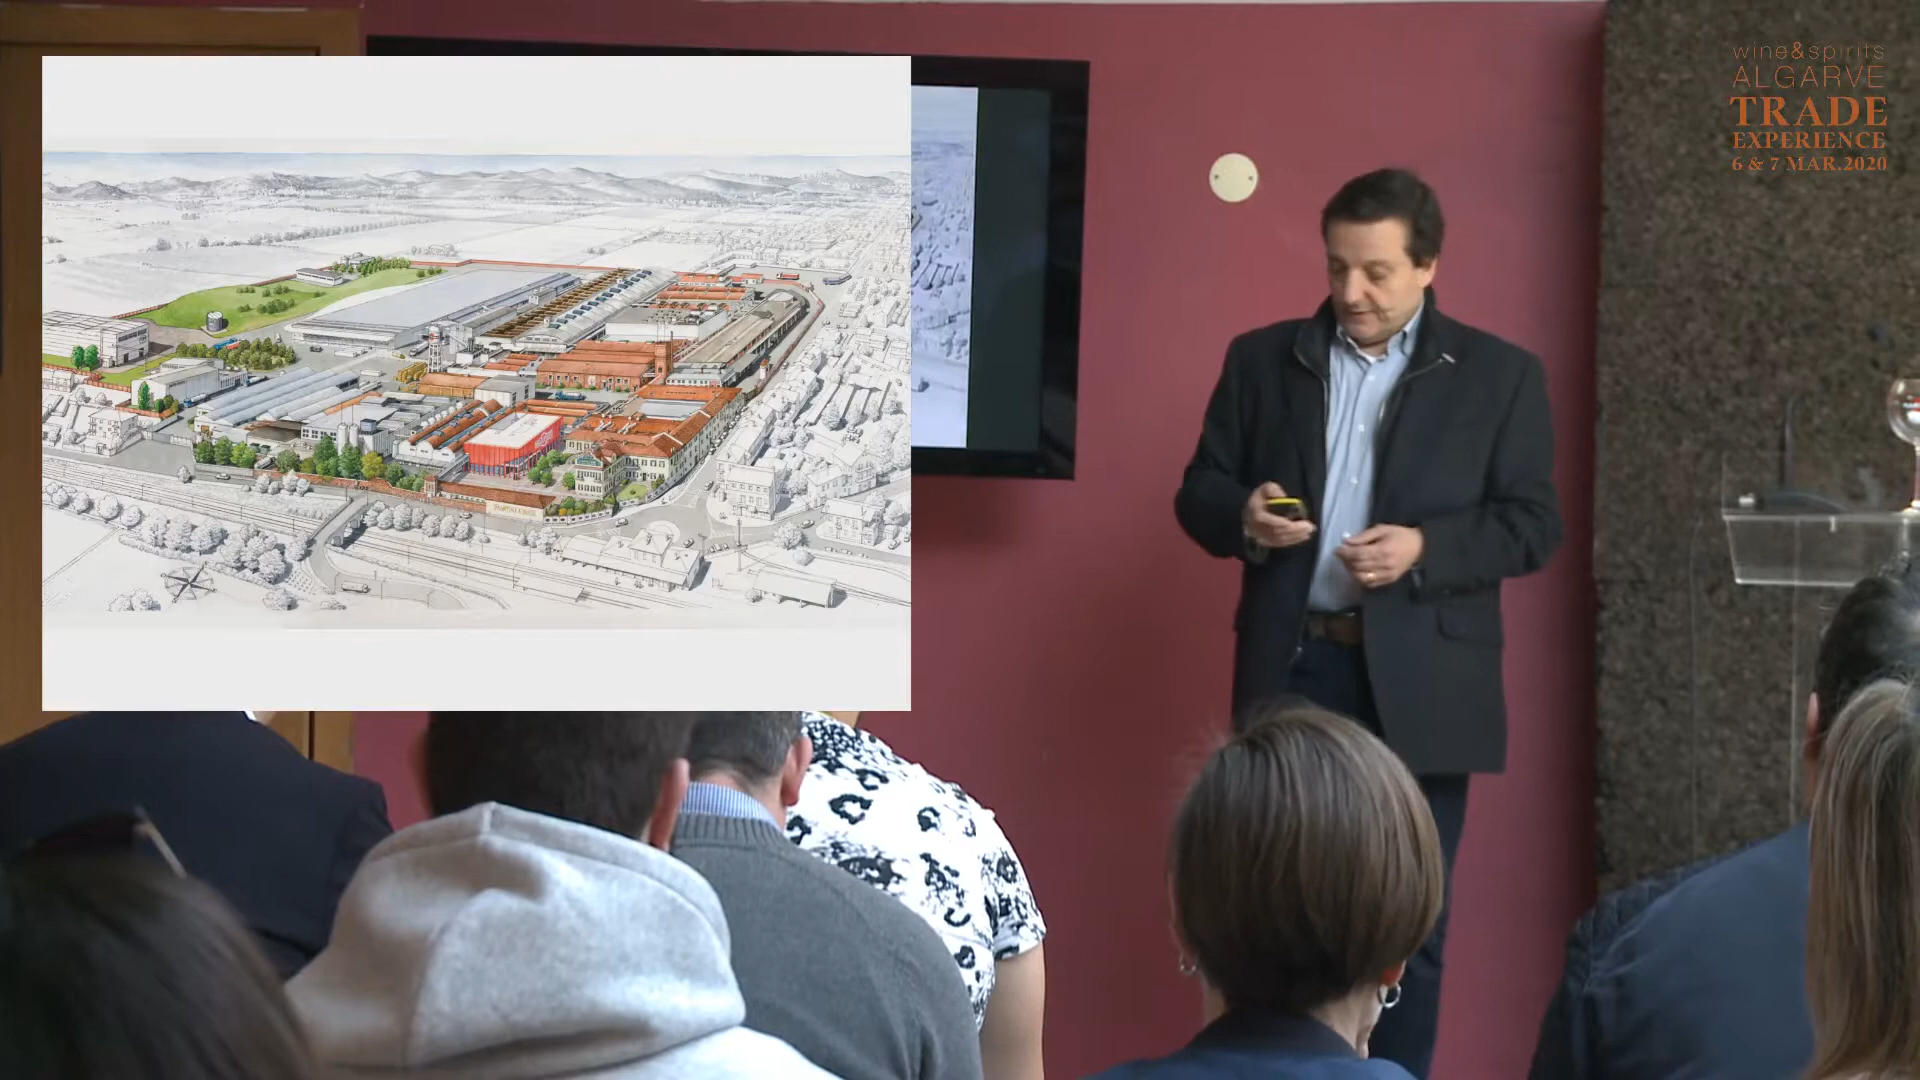 wine&spirits
ALGARVE
TRADE
EXPERIENCE
6 & 7 MAR.2020